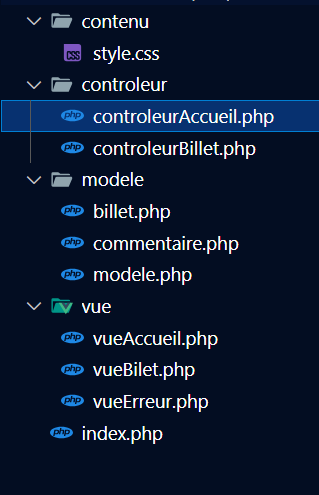 contenu
style.css
controleur
controleurAccueil.php
controleurBillet.php
modele
billet.php
commentaire.php
modele.php
vue
vueAccueil.php
vueBilet.php
vueErreur.php
index.php